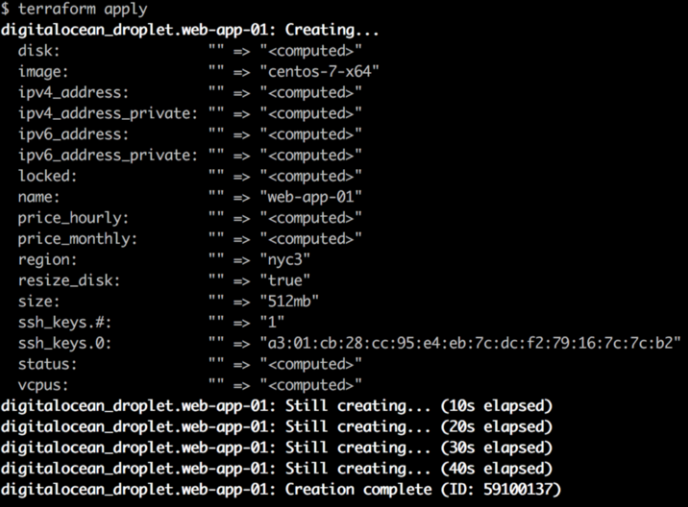 $ terraform apply
digitalocean_droplet.web-app-01: Creating...
  disk:                 "" => "<computed>"
  image:                "" => "centos-7-x64"
  ipv4_address:         "" => "<computed>"
  ipv4_address_private: "" => "<computed>"
  ipv6_address:         "" => "<computed>"
  ipv6_address_private: "" => "<computed>"
  locked:               "" => "<computed>"
  name:                 "" => "web-app-01"
  price_hourly:         "" => "<computed>"
  price_monthly:        "" => "<computed>"
  region:               "" => "nyc3"
  resize_disk:          "" => "true"
  size:                 "" => "512mb"
  ssh_keys.#:           "" => "1"
  ssh_keys.0:           "" => "a3:01:cb:28:cc:95:e4:eb:7c:dc:f2:79:16:7c:7c:b2"
  status:               "" => "<computed>"
  vcpus:                "" => "<computed>"
digitalocean_droplet.web-app-01: Still creating... (10s elapsed)
digitalocean_droplet.web-app-01: Still creating... (20s elapsed)
digitalocean_droplet.web-app-01: Still creating... (30s elapsed)
digitalocean_droplet.web-app-01: Still creating... (40s elapsed)
digitalocean_droplet.web-app-01: Creation complete (ID: 59100137)